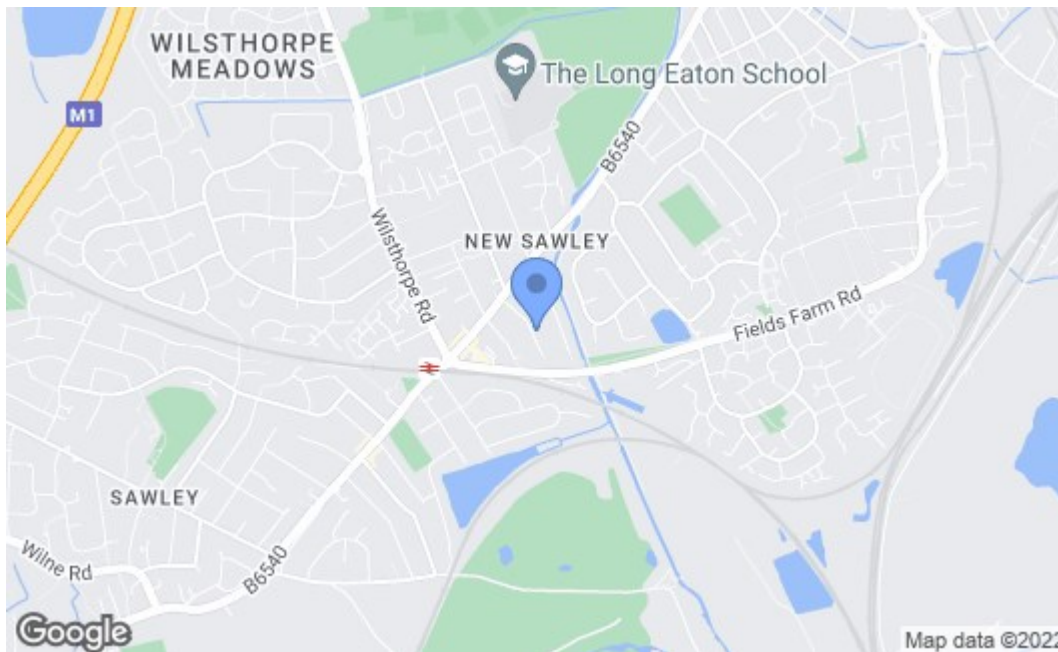 WILSTHORPE
MEADOWS
The Long Eaton School
M1
B6540
Wilsthorpe Rd
NEW SAWLEY
Fields Farm Rd
SAWLEY
Wilne Rd
B6540
Google
Map data ©2022